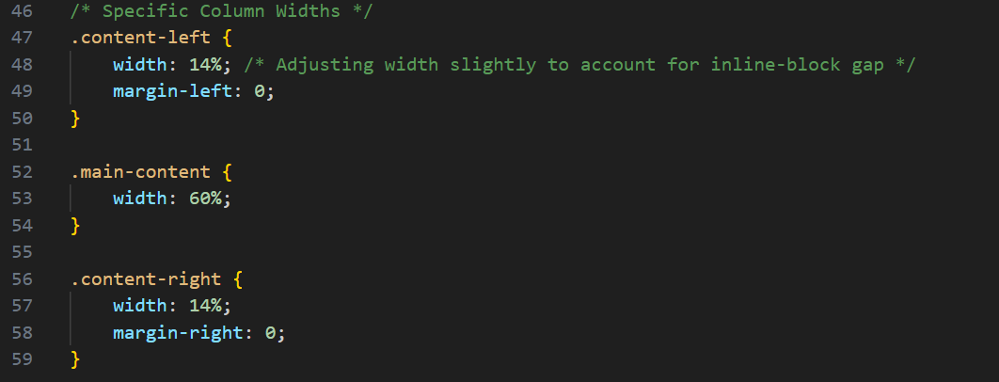 46 /* Specific Column Widths */
47 .content-left {
48 width: 14%; /* Adjusting width slightly to account for inline-block gap */
49 margin-left: 0;
50 }
51
52 .main-content {
53 width: 60%;
54 }
55
56 .content-right {
57 width: 14%;
58 margin-right: 0;
59 }